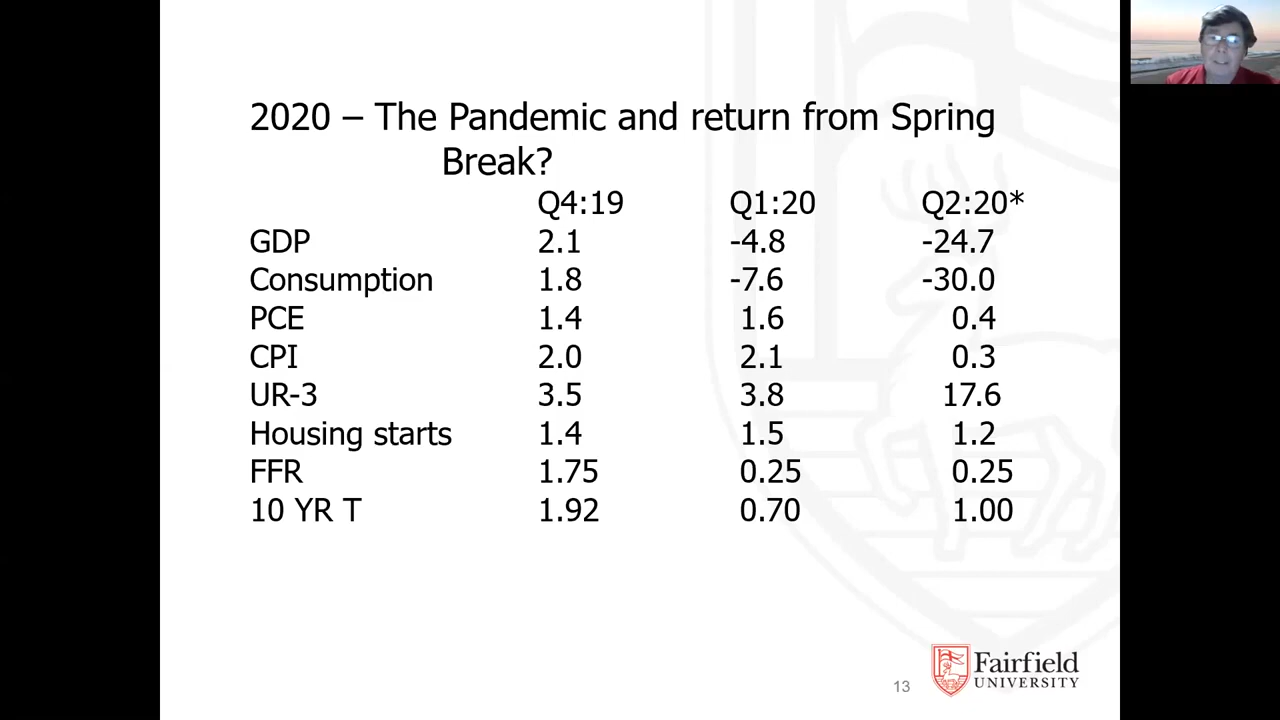 2020 – The Pandemic and return from Spring
Break?
Q4:19 Q1:20 Q2:20*
GDP 2.1 -4.8 -24.7
Consumption 1.8 -7.6 -30.0
PCE 1.4 1.6 0.4
CPI 2.0 2.1 0.3
UR-3 3.5 3.8 17.6
Housing starts 1.4 1.5 1.2
FFR 1.75 0.25 0.25
10 YR T 1.92 0.70 1.00
13
Fairfield
UNIVERSITY